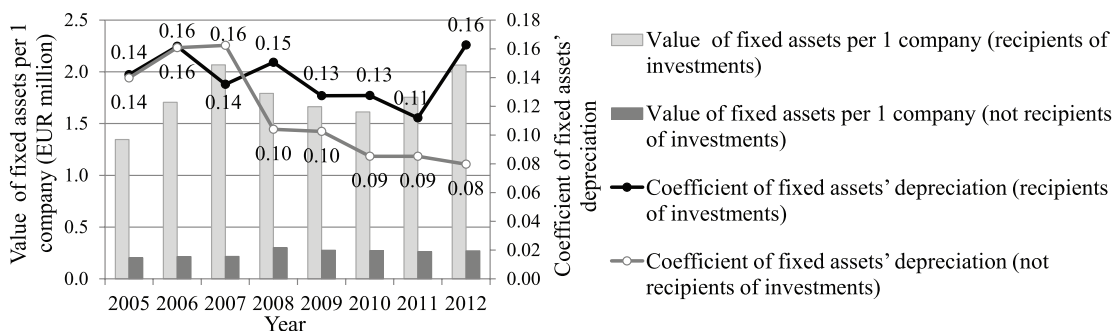 Value of fixed assets per 1
company (EUR million)
2.5
2.0
1.5
1.0
0.5
0.0
0.14
0.16
0.16
0.15
0.13
0.13
0.11
0.16
0.14
0.16
0.14
0.10
0.10
0.09
0.09
0.08
0.18
0.16
0.14
0.12
0.10
0.08
0.06
0.04
0.02
0.00
Coefficient of fixed assets’
depreciation
2005 2006 2007 2008 2009 2010 2011 2012
Year
Value of fixed assets per 1 company (recipients of
investments)
Value of fixed assets per 1 company (not recipients
of investments)
Coefficient of fixed assets’ depreciation (recipients
of investments)
Coefficient of fixed assets’ depreciation (not
recipients of investments)